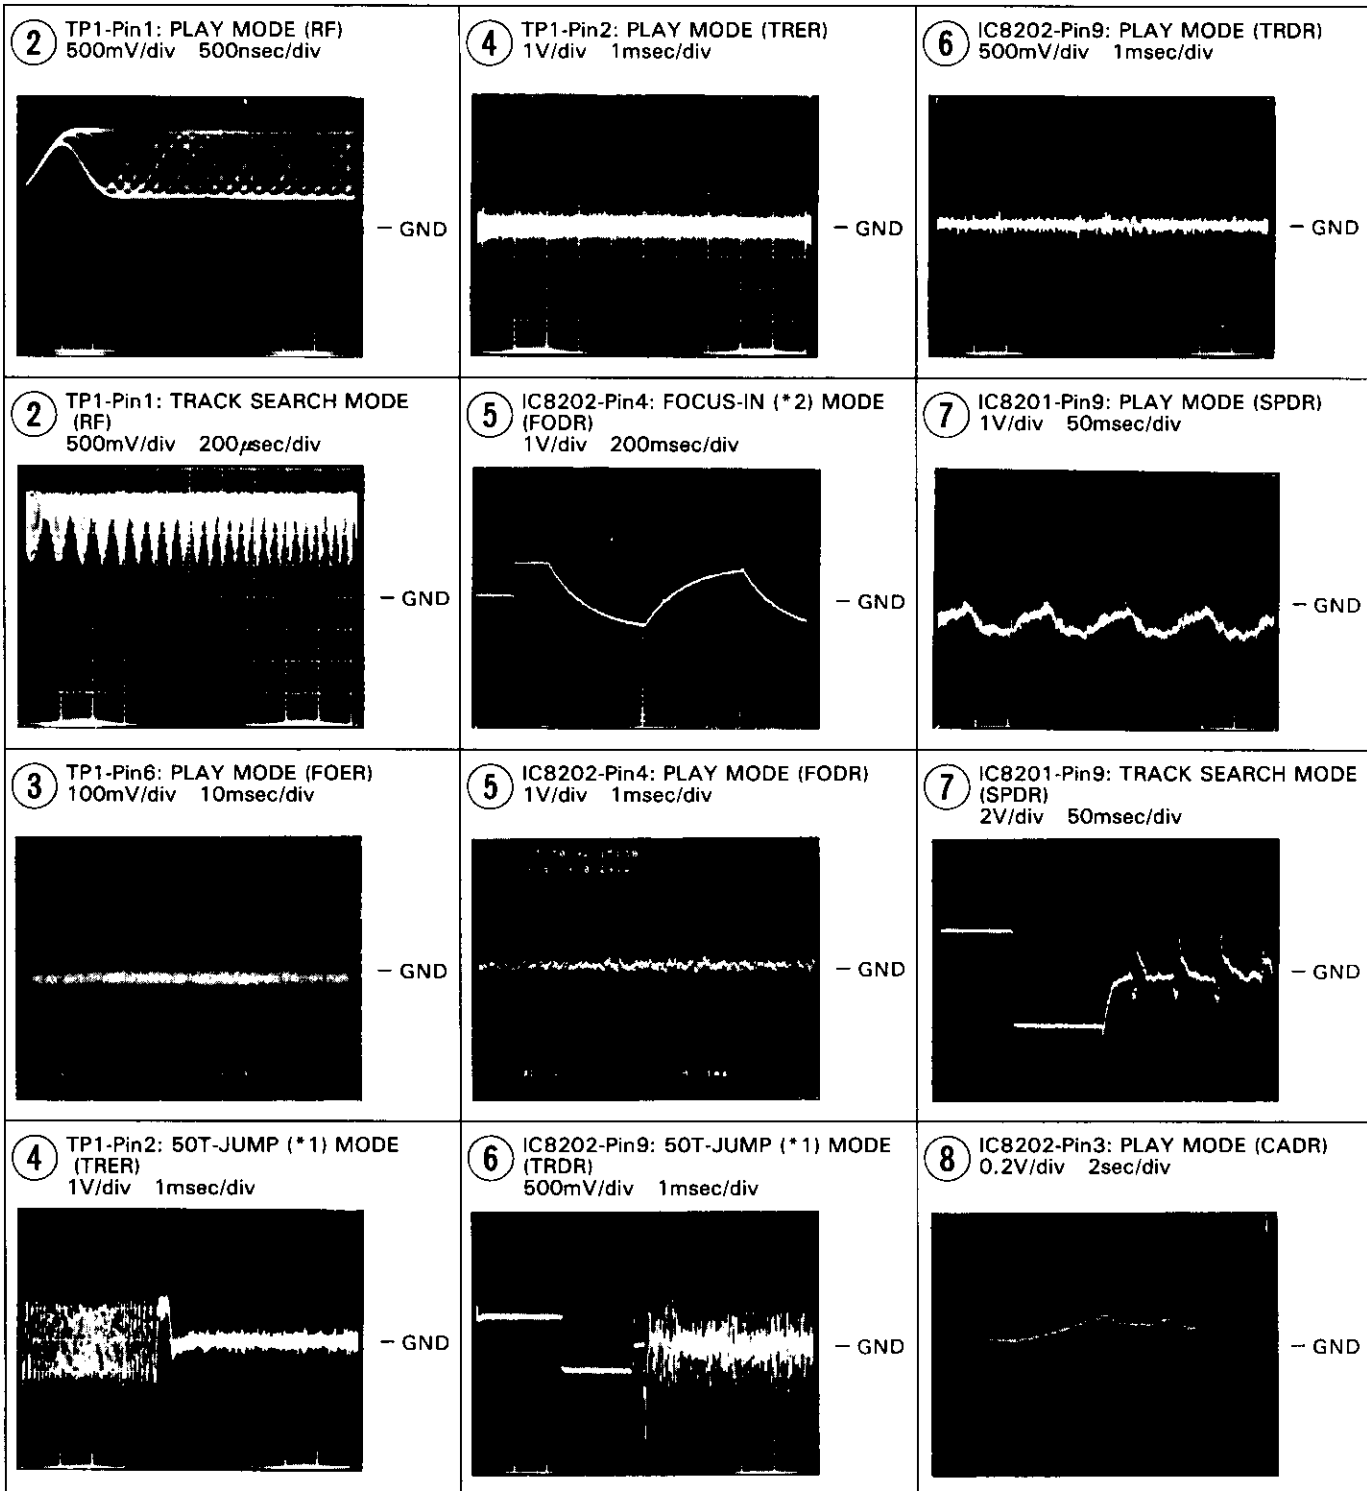 2 TP1-Pin1: PLAY MODE (RF)
500mV/div 500nsec/div
- GND
4 TP1-Pin2: PLAY MODE (TRER)
1V/div 1msec/div
- GND
6 IC8202-Pin9: PLAY MODE (TRDR)
500mV/div 1msec/div
- GND
2 TP1-Pin1: TRACK SEARCH MODE
(RF)
500mV/div 200μsec/div
- GND
5 IC8202-Pin4: FOCUS-IN (*2) MODE
(FODR)
1V/div 200msec/div
- GND
7 IC8201-Pin9: PLAY MODE (SPDR)
1V/div 50msec/div
- GND
3 TP1-Pin6: PLAY MODE (FOER)
100mV/div 10msec/div
- GND
5 IC8202-Pin4: PLAY MODE (FODR)
1V/div 1msec/div
- GND
7 IC8201-Pin9: TRACK SEARCH MODE
(SPDR)
2V/div 50msec/div
- GND
4 TP1-Pin2: 50T-JUMP (*1) MODE
(TRER)
1V/div 1msec/div
- GND
6 IC8202-Pin9: 50T-JUMP (*1) MODE
(TRDR)
500mV/div 1msec/div
- GND
8 IC8202-Pin3: PLAY MODE (CADR)
0.2V/div 2sec/div
- GND